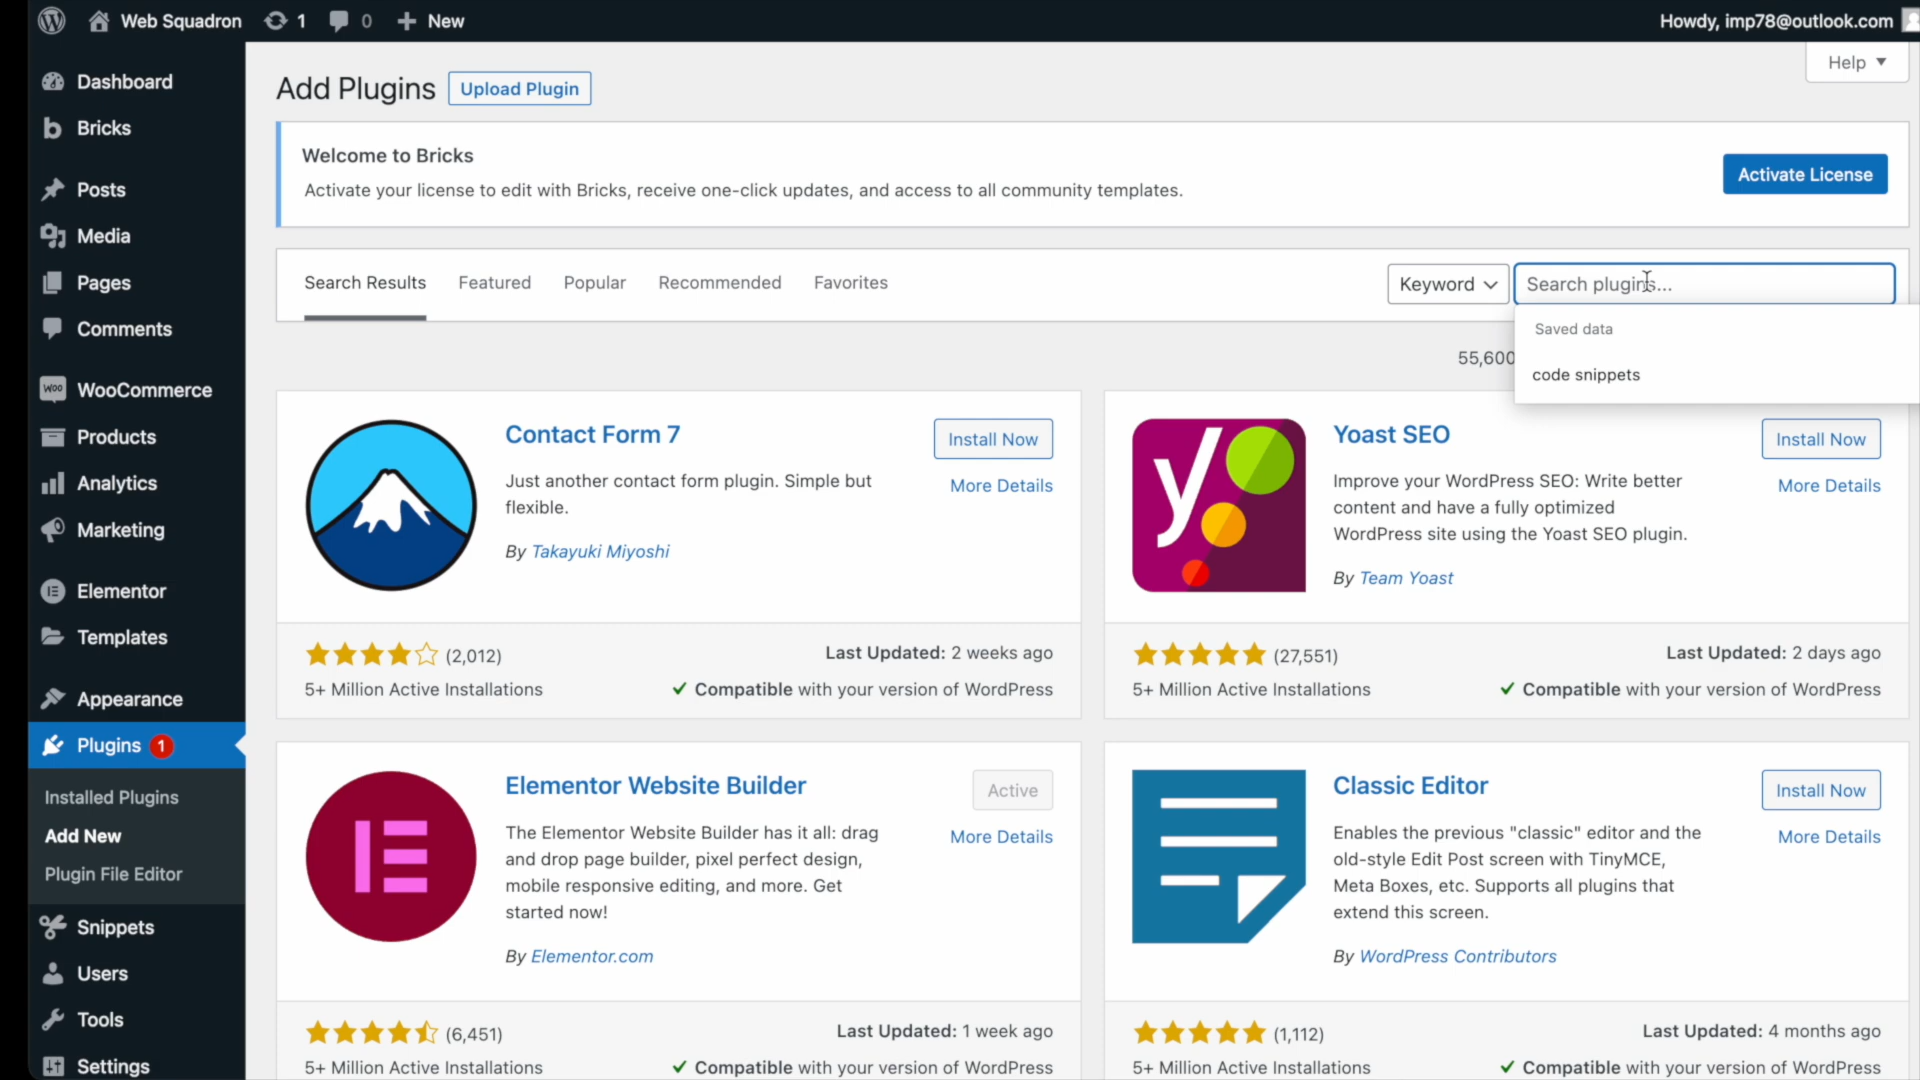 Web Squadron 1 0 New Howdy, imp78@outlook.com
Help
Dashboard
Bricks
Posts
Media
Pages
Comments
WOO
WooCommerce
Products
Analytics
Marketing
Elementor
Templates
Appearance
Plugins 1
Installed Plugins
Add New
Plugin File Editor
Snippets
Users
Tools
Settings
Add Plugins Upload Plugin
Welcome to Bricks
Activate your license to edit with Bricks, receive one-click updates, and access to all community templates.
Activate License
Search Results Featured Popular Recommended Favorites Keyword Search plugins...
Saved data
code snippets
55,600
Contact Form 7
Install Now
More Details
Just another contact form plugin. Simple but
flexible.
By Takayuki Miyoshi
(2,012)
5+ Million Active Installations
Last Updated: 2 weeks ago
Compatible with your version of WordPress
Yoast SEO
Install Now
More Details
Improve your WordPress SEO: Write better
content and have a fully optimized
WordPress site using the Yoast SEO plugin.
By Team Yoast
(27,551)
5+ Million Active Installations
Last Updated: 2 days ago
Compatible with your version of WordPress
Elementor Website Builder
Active
More Details
The Elementor Website Builder has it all: drag
and drop page builder, pixel perfect design,
mobile responsive editing, and more. Get
started now!
By Elementor.com
(6,451)
5+ Million Active Installations
Last Updated: 1 week ago
Compatible with your version of WordPress
Classic Editor
Install Now
More Details
Enables the previous "classic" editor and the
old-style Edit Post screen with TinyMCE,
Meta Boxes, etc. Supports all plugins that
extend this screen.
By WordPress Contributors
(1,112)
5+ Million Active Installations
Last Updated: 4 months ago
Compatible with your version of WordPress